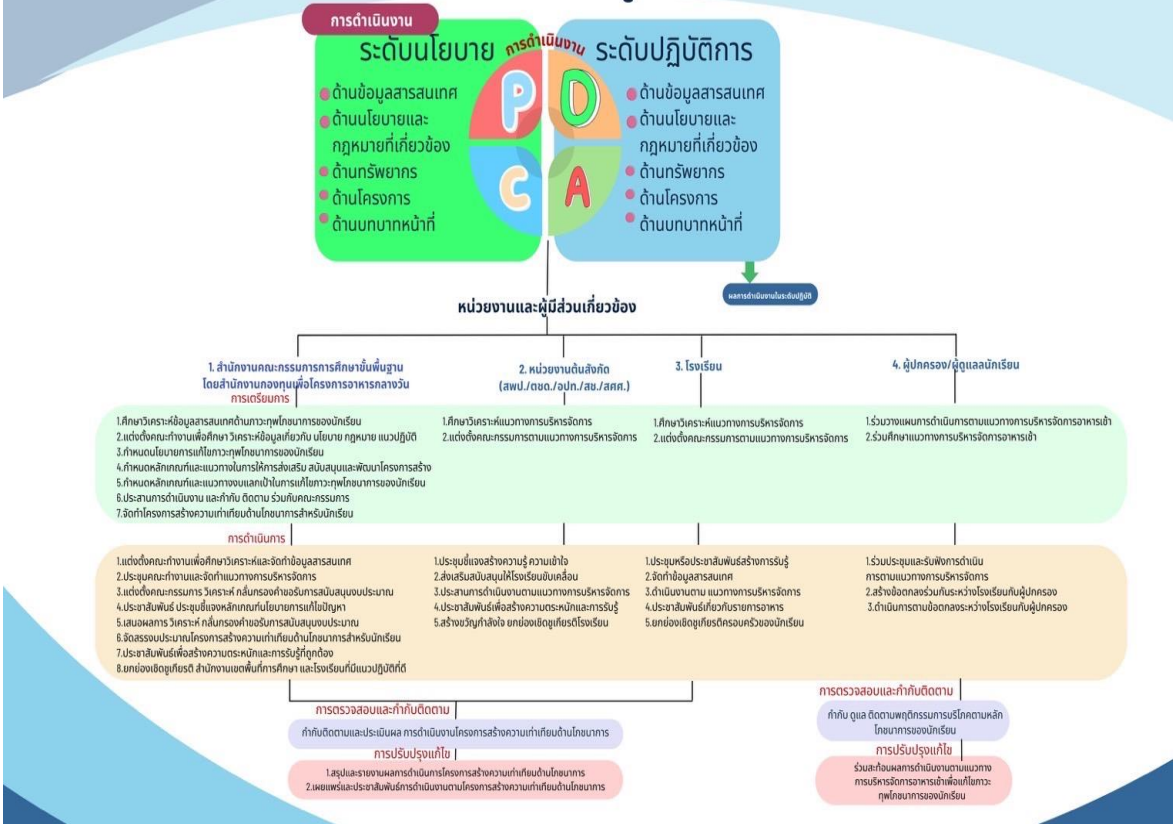 การดำเนินงาน
ระดับนโยบาย
การดำเนินงาน
ระดับปฏิบัติการ
ด้านข้อมูลสารสนเทศ
ด้านนโยบายและ
กฎหมายที่เกี่ยวข้อง
ด้านทรัพยากร
ด้านโครงการ
ด้านบทบาทหน้าที่
P
D
C
A
ด้านข้อมูลสารสนเทศ
ด้านนโยบายและ
กฎหมายที่เกี่ยวข้อง
ด้านทรัพยากร
ด้านโครงการ
ด้านบทบาทหน้าที่
ผลการดำเนินงานในระดับปฏิบัติ
หน่วยงานและผู้มีส่วนเกี่ยวข้อง
1. สำนักงานคณะกรรมการการศึกษาขั้นพื้นฐาน
โดยสำนักงานกองทุนเพื่อโครงการอาหารกลางวัน
2. หน่วยงานต้นสังกัด
(สพป./ตชด./อปท./สช./สศศ.)
3. โรงเรียน
4. ผู้ปกครอง/ผู้ดูแลนักเรียน
การเตรียมการ
1.ศึกษาวิเคราะห์ข้อมูลสารสนเทศด้านภาวะทุพโภชนาการของนักเรียน
2.แต่งตั้งคณะทำงานเพื่อศึกษา วิเคราะห์ข้อมูลเกี่ยวกับ นโยบาย กฎหมาย แนวปฏิบัติ
3.กำหนดนโยบายการแก้ไขภาวะทุพโภชนาการของนักเรียน
4.กำหนดหลักเกณฑ์และแนวทางในการให้การส่งเสริม สนับสนุนและพัฒนาโครงการสร้าง
5.กำหนดหลักเกณฑ์และแนวทางงบแลกเป้าในการแก้ไขภาวะทุพโภชนาการของนักเรียน
6.ประสานการดำเนินงาน และกำกับ ติดตาม ร่วมกับคณะกรรมการ
7.จัดทำโครงการสร้างความเท่าเทียมด้านโภชนาการสำหรับนักเรียน
1.ศึกษาวิเคราะห์แนวทางการบริหารจัดการ
2.แต่งตั้งคณะกรรมการตามแนวทางการบริหารจัดการ
1.ศึกษาวิเคราะห์แนวทางการบริหารจัดการ
2.แต่งตั้งคณะกรรมการตามแนวทางการบริหารจัดการ
1.ร่วมวางแผนการดำเนินการตามแนวทางการบริหารจัดการอาหารเช้า
2.ร่วมศึกษาแนวทางการบริหารจัดการอาหารเช้า
การดำเนินการ
1.แต่งตั้งคณะทำงานเพื่อศึกษาวิเคราะห์และจัดทำข้อมูลสารสนเทศ
2.ประชุมคณะทำงานและจัดทำแนวทางการบริหารจัดการ
3.แต่งตั้งคณะกรรมการ วิเคราะห์ กลั่นกรองคำขอรับการสนับสนุนงบประมาณ
4.ประชาสัมพันธ์ ประชุมชี้แจงหลักเกณฑ์นโยบายการแก้ไขปัญหา
5.เสนอผลการ วิเคราะห์ กลั่นกรองคำขอรับการสนับสนุนงบประมาณ
6.จัดสรรงบประมาณโครงการสร้างความเท่าเทียมด้านโภชนาการสำหรับนักเรียน
7.ประชาสัมพันธ์เพื่อสร้างความตระหนักและการรับรู้ที่ถูกต้อง
8.ยกย่องเชิดชูเกียรติ สำนักงานเขตพื้นที่การศึกษา และโรงเรียนที่มีแนวปฏิบัติที่ดี
1.ประชุมชี้แจงสร้างความรู้ ความเข้าใจ
2.ส่งเสริมสนับสนุนให้โรงเรียนขับเคลื่อน
3.ประสานการดำเนินงานตามแนวทางการบริหารจัดการ
4.ประชาสัมพันธ์เพื่อสร้างความตระหนักและการรับรู้
5.สร้างขวัญกำลังใจ ยกย่องเชิดชูเกียรติโรงเรียน
1.ประชุมหรือประชาสัมพันธ์สร้างการรับรู้
2.จัดทำข้อมูลสารสนเทศ
3.ดำเนินงานตาม แนวทางการ บริหารจัดการ
4.ประชาสัมพันธ์เกี่ยวกับรายการอาหาร
5.ยกย่องเชิดชูเกียรติครอบครัวของนักเรียน
1.ร่วมประชุมและรับฟังการดำเนิน
การตามแนวทางการบริหารจัดการ
2.สร้างข้อตกลงร่วมกันระหว่างโรงเรียนกับผู้ปกครอง
3.ดำเนินการตามข้อตกลงระหว่างโรงเรียนกับผู้ปกครอง
การตรวจสอบและกำกับติดตาม
กำกับติดตามและประเมินผล การดำเนินงานโครงการสร้างความเท่าเทียมด้านโภชนาการ
การปรับปรุงแก้ไข
1.สรุปและรายงานผลการดำเนินการโครงการสร้างความเท่าเทียมด้านโภชนาการ
2.เผยแพร่และประชาสัมพันธ์การดำเนินงานตามโครงการสร้างความเท่าเทียมด้านโภชนาการ
การตรวจสอบและกำกับติดตาม
กำกับ ดูแล ติดตามพฤติกรรมการบริโภคตามหลัก
โภชนาการของนักเรียน
การปรับปรุงแก้ไข
ร่วมสะท้อนผลการดำเนินงานตามแนวทาง
การบริหารจัดการอาหารเช้าเพื่อแก้ไขภาวะ
ทุพโภชนาการของนักเรียน